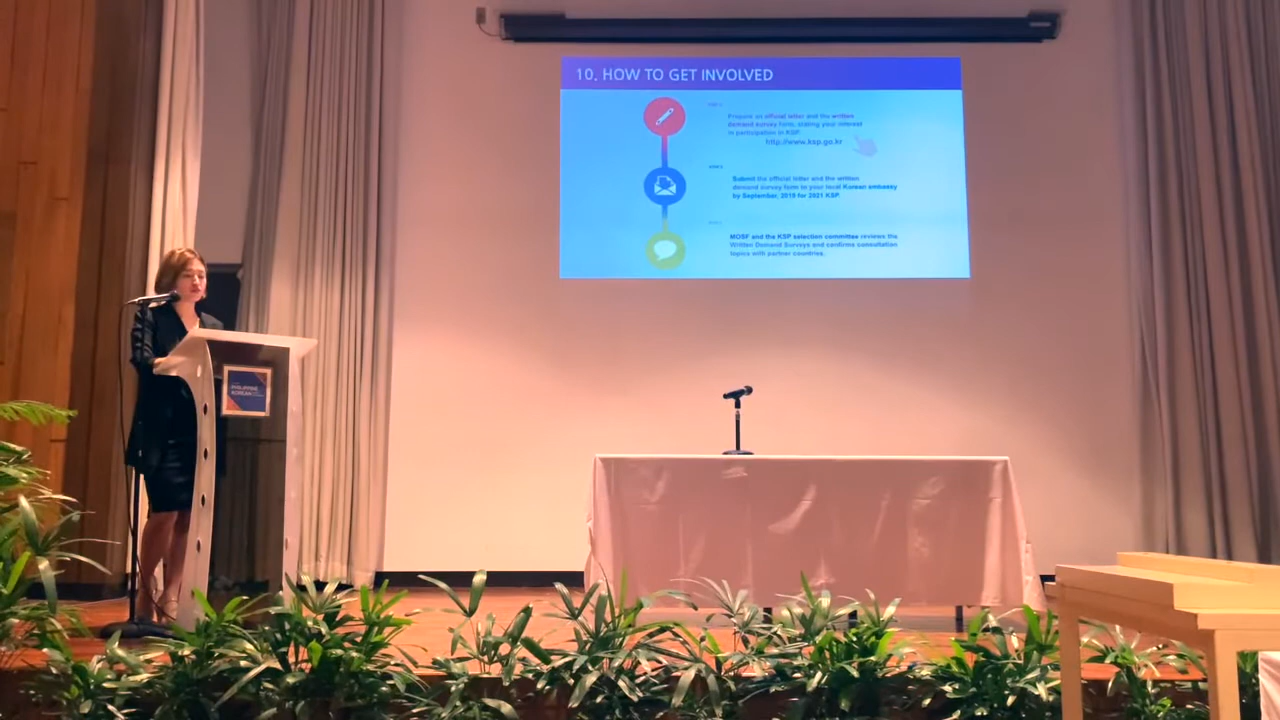 10. HOW TO GET INVOLVED
Prepare an official letter and the written
demand survey form, stating your interest
in participation in KSP.
http://www.ksp.go.kr
Submit the official letter and the written
demand survey form to your local Korean embassy
by September, 2019 for 2021 KSP.
MOSF and the KSP selection committee reviews the
Written Demand Surveys and confirms consultation
topics with partner countries.
PHILIPPINE
KOREAN